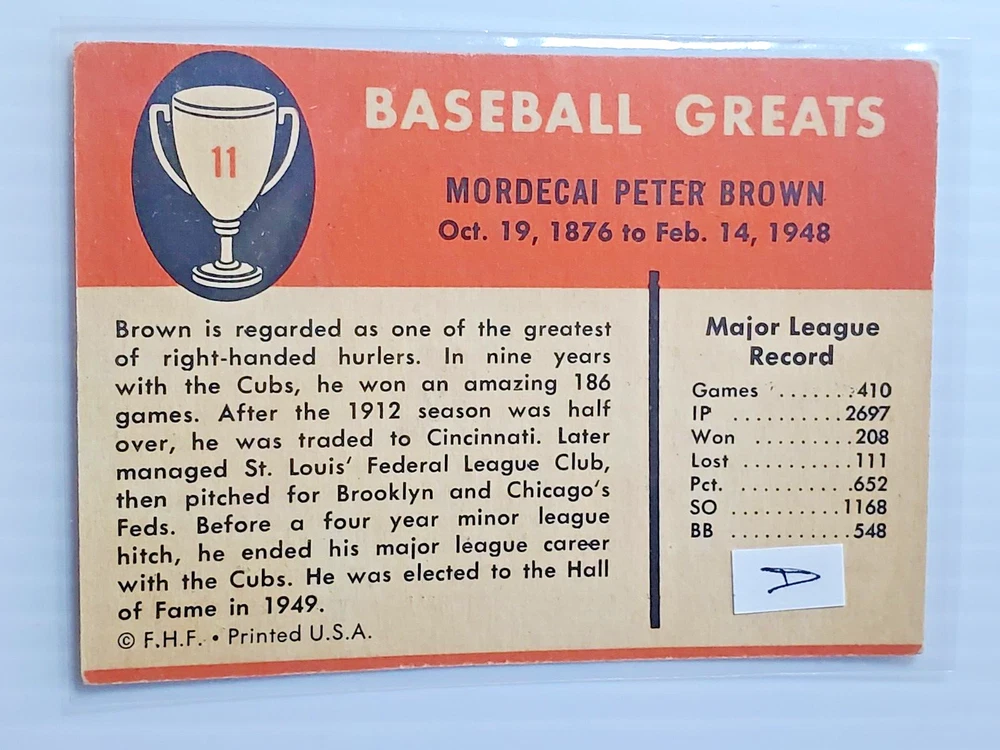 11
BASEBALL GREATS
MORDECAI PETER BROWN
Oct. 19, 1876 to Feb. 14, 1948
Brown is regarded as one of the greatest
of right-handed hurlers. In nine years
with the Cubs, he won an amazing 186
games. After the 1912 season was half
over, he was traded to Cincinnati. Later
managed St. Louis' Federal League Club,
then pitched for Brooklyn and Chicago's
Feds. Before a four year minor league
hitch, he ended his major league career
with the Cubs. He was elected to the Hall
of Fame in 1949.
© F.H.F. • Printed U.S.A.
Major League
Record
Games .......410
IP ..........2697
Won .........208
Lost ..........111
Pct. ..........652
SO ..........1168
BB ...........548
D